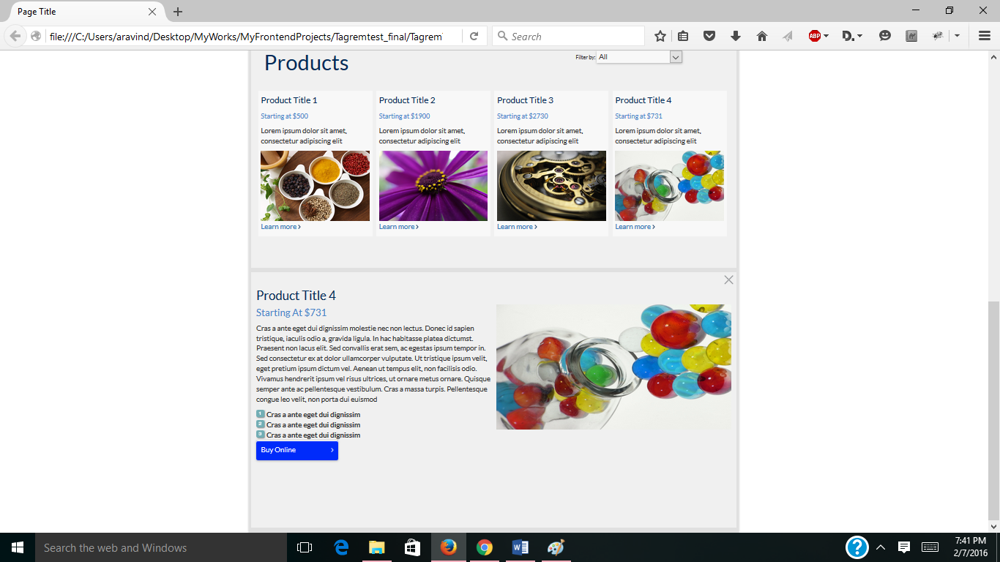 Page Title
file:///C:/Users/aravind/Desktop/MyWorks/MyFrontendProjects/Tagremtest_final/Tagrem
Search
ABP
D.
Products
Filter by:
All
Product Title 1
Starting at $500
Lorem ipsum dolor sit amet,
consectetur adipiscing elit
Learn more ›
Product Title 2
Starting at $1900
Lorem ipsum dolor sit amet,
consectetur adipiscing elit
Learn more ›
Product Title 3
Starting at $2730
Lorem ipsum dolor sit amet,
consectetur adipiscing elit
Learn more ›
Product Title 4
Starting at $731
Lorem ipsum dolor sit amet,
consectetur adipiscing elit
Learn more ›
Product Title 4
Starting At $731
Cras a ante eget dui dignissim molestie nec non lectus. Donec id sapien
tristique, iaculis odio a, gravida ligula. In hac habitasse platea dictumst.
Praesent non lacus elit. Sed convallis erat sem, ac egestas ipsum tempor in.
Sed consectetur ex at dolor ullamcorper vulputate. Ut tristique ipsum velit,
eget pretium ipsum dictum vel. Aenean ut tempus elit, non facilisis odio.
Vivamus hendrerit ipsum vel risus ultrices, ut ornare metus ornare. Quisque
semper ante ac pellentesque vestibulum. Cras a massa turpis. Pellentesque
congue leo velit, non porta dui euismod
1 Cras a ante eget dui dignissim
2 Cras a ante eget dui dignissim
3 Cras a ante eget dui dignissim
Buy Online ›
Search the web and Windows
7:41 PM
2/7/2016